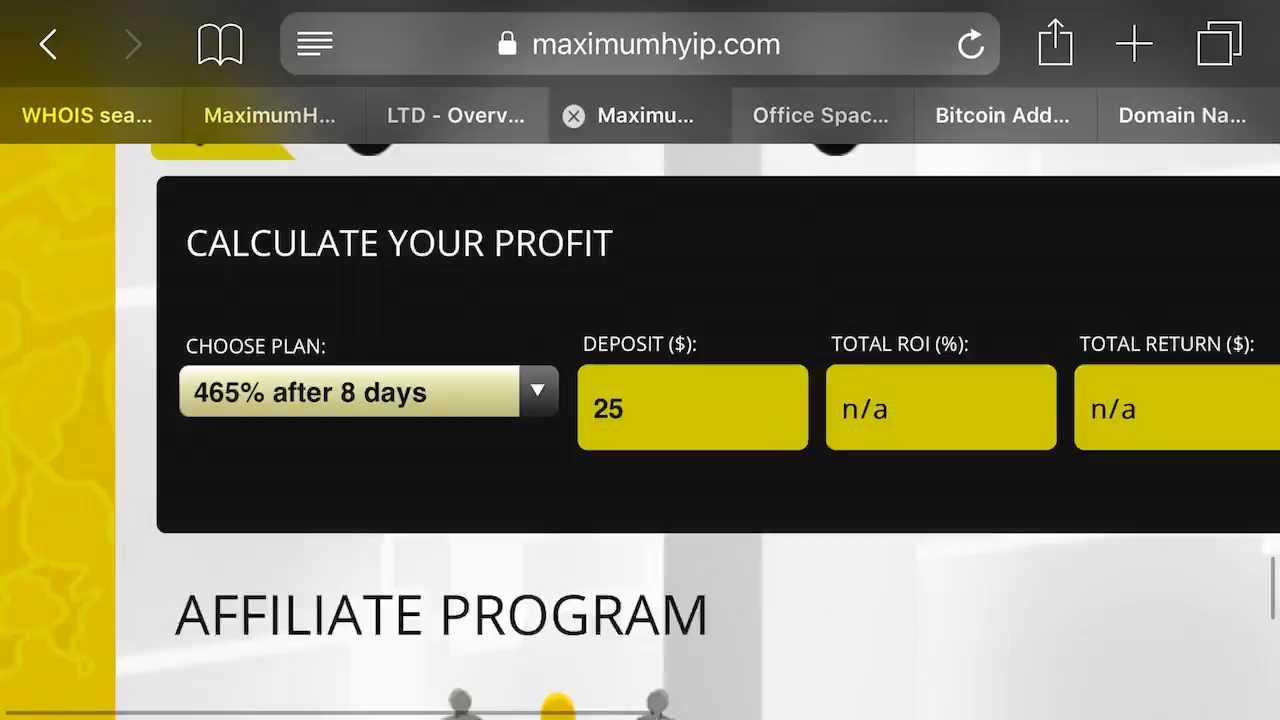 maximumhyip.com
WHOIS sea...
MaximumH...
LTD - Overv...
Maximu...
Office Spac...
Bitcoin Add...
Domain Na...
CALCULATE YOUR PROFIT
CHOOSE PLAN:
DEPOSIT ($):
TOTAL ROI (%):
TOTAL RETURN ($):
465% after 8 days
25
n/a
n/a
AFFILIATE PROGRAM